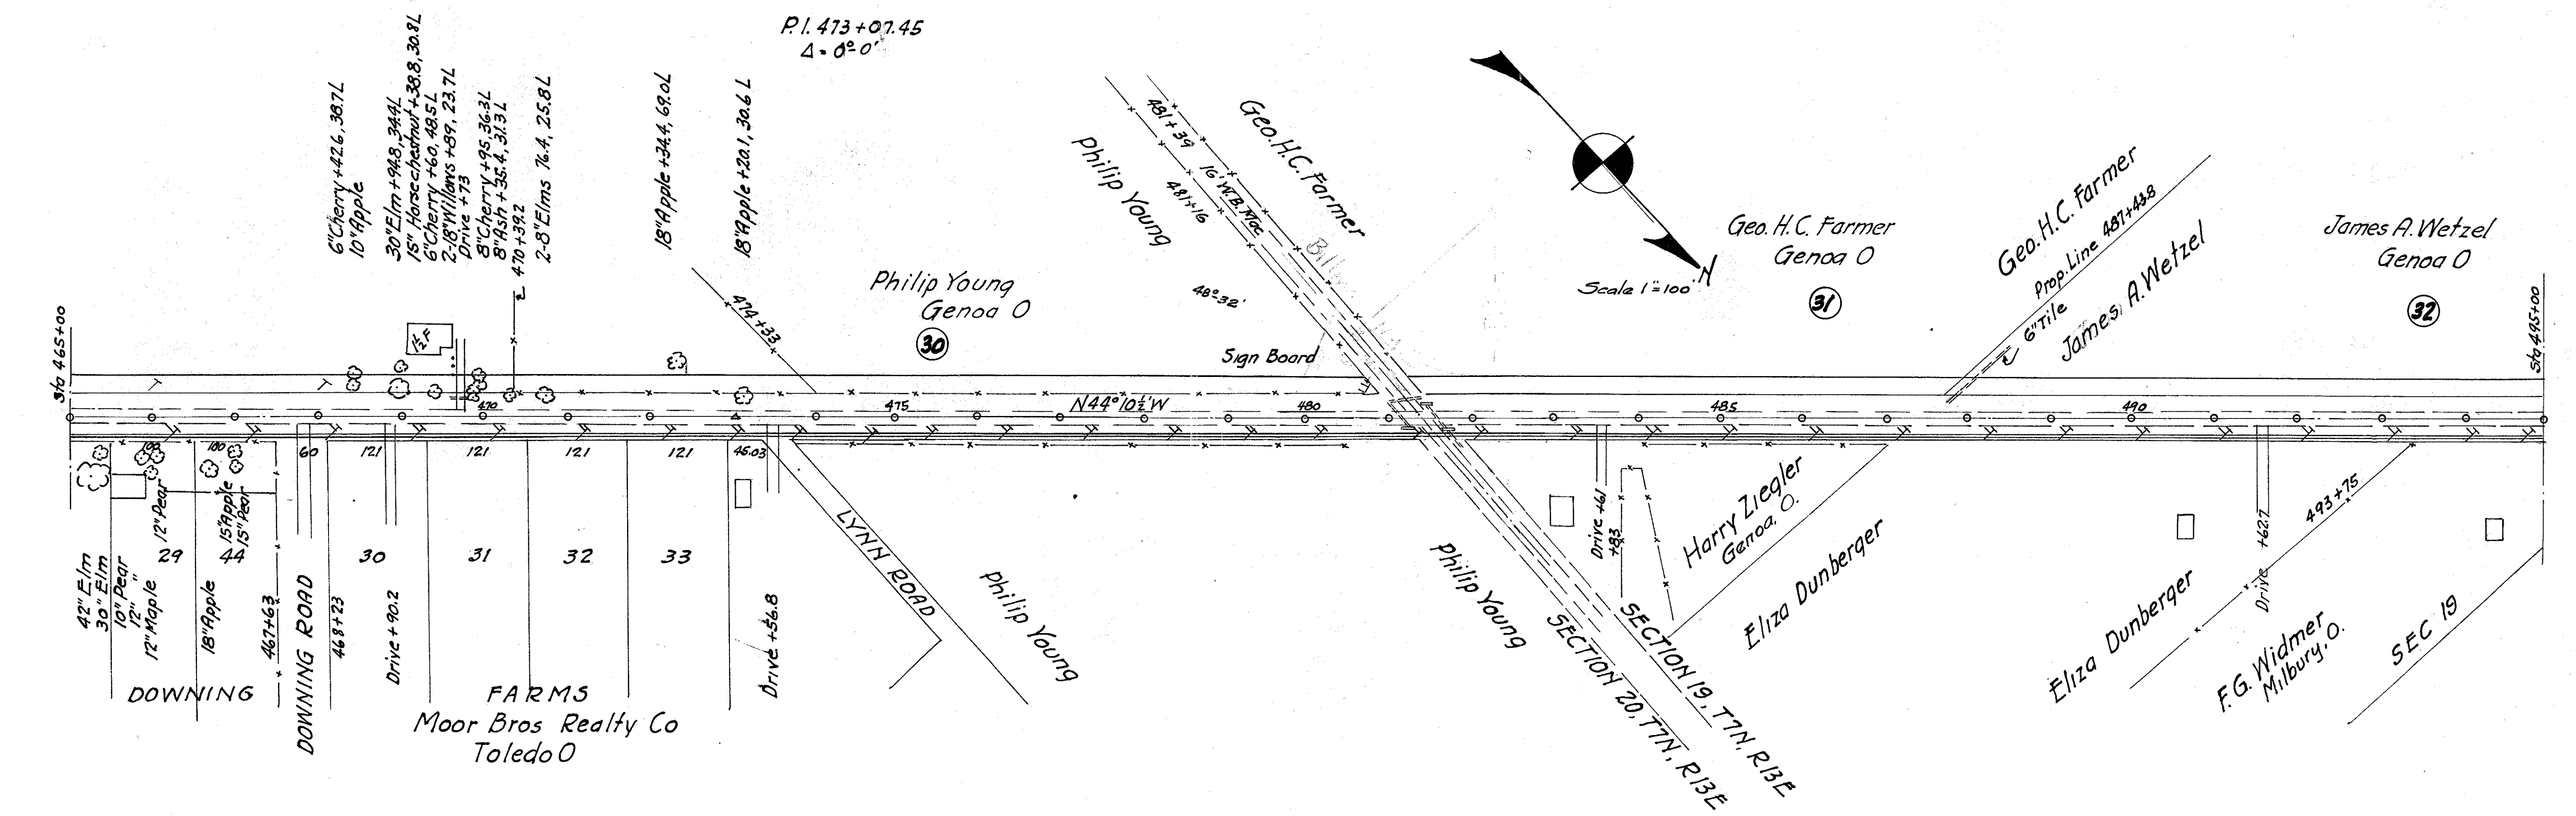 P.I. 473+07.45
Δ = 0°-0'
6"Cherry +42.6, 38.7L
10"Apple
30"Elm +94.8, 34.4L
15" Horsechestnut +38.8, 30.8L
6"Cherry +60, 48.5L
2-18"Willows +89, 23.7L
Drive +73
8"Cherry +95, 36.3L
8"Ash +35.4, 31.3L
470+39.2
2-8"Elms 76.4, 25.8L
18"Apple +34.4, 69.0L
18"Apple +20.1, 30.6L
Sta 465+00
1½F
474+33
Philip Young
Genoa O
30
Philip Young
481+16
16' W.B. Mac
481+39
Geo. H.C. Farmer
48°-32'
Sign Board
N
Scale 1"=100'
Geo. H.C. Farmer
Genoa O
31
Geo. H.C. Farmer
Prop. Line 487+43.8
6"Tile
James A. Wetzel
James A. Wetzel
Genoa O
32
Sta 495+00
470
475
N44°10½'W
480
485
490
100
100
60
121
121
121
121
45.03
42" Elm
30" Elm
10" Pear
12" "
12" Maple
12" Pear
29
18"Apple
15"Apple
15"Pear
44
467+63
DOWNING ROAD
468+23
30
Drive +90.2
31
32
33
Drive +56.8
LYNN ROAD
Philip Young
DOWNING
FARMS
Moor Bros Realty Co
Toledo O
Philip Young
SECTION 20, T7N, R13E
SECTION 19, T7N, R13E
Drive +61
+83
Harry Ziegler
Genoa, O.
Eliza Dunberger
Eliza Dunberger
493+75
Drive +62.7
F.G. Widmer
Milbury, O.
SEC 19